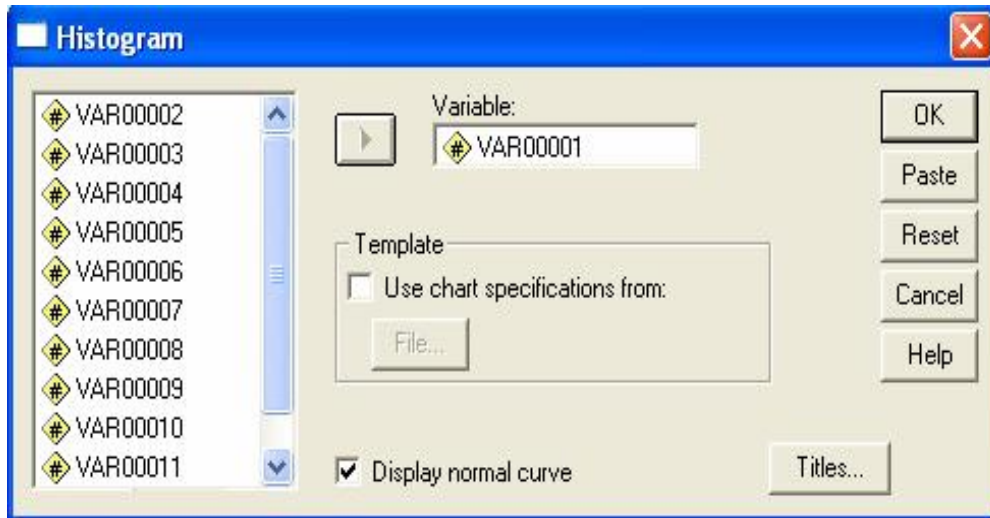 Histogram
VAR00002
VAR00003
VAR00004
VAR00005
VAR00006
VAR00007
VAR00008
VAR00009
VAR00010
VAR00011
Variable:
VAR00001
Template
Use chart specifications from:
File...
Display normal curve
Titles...
OK
Paste
Reset
Cancel
Help